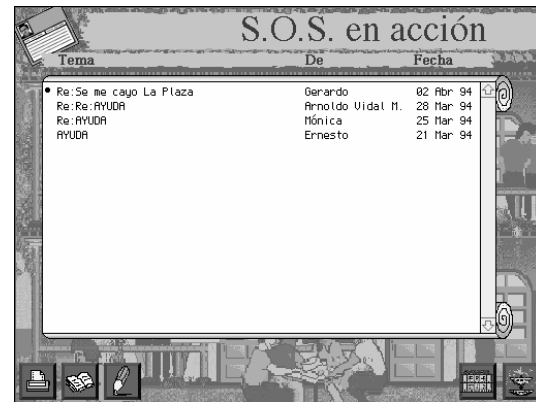 S.O.S. en acción
Tema De Fecha
• Re:Se me cayo La Plaza Gerardo 02 Abr 94
Re:Re:AYUDA Arnoldo Vidal M. 28 Mar 94
Re:AYUDA Mónica 25 Mar 94
AYUDA Ernesto 21 Mar 94